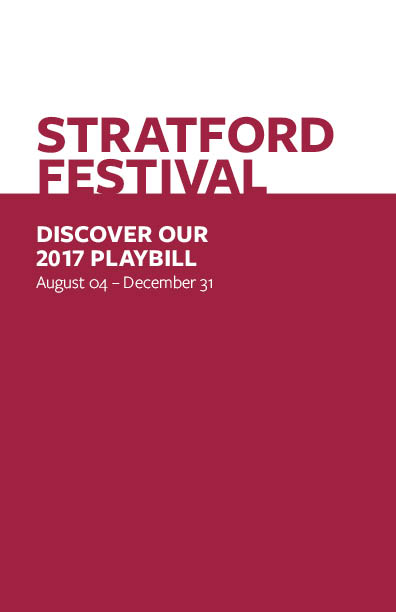 STRATFORD
FESTIVAL
DISCOVER OUR
2017 PLAYBILL
August 04 – December 31